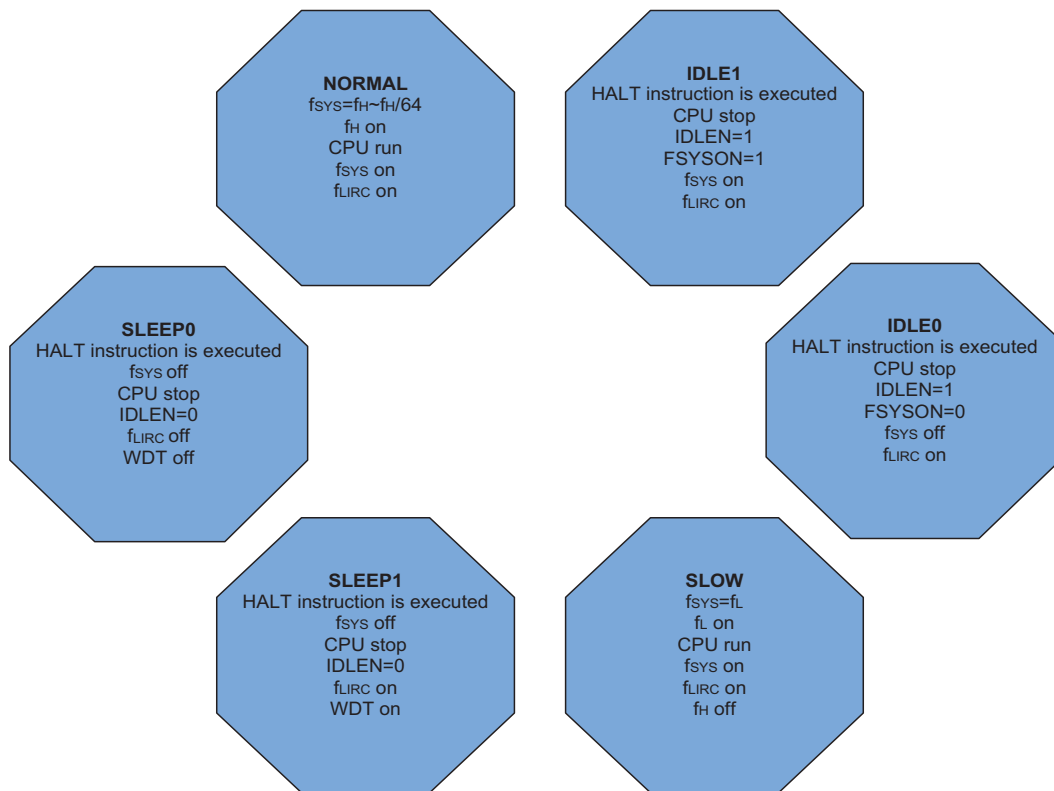 NORMAL
fSYS=fH~fH/64
fH on
CPU run
fSYS on
fLIRC on
IDLE1
HALT instruction is executed
CPU stop
IDLEN=1
FSYSON=1
fSYS on
fLIRC on
SLEEP0
HALT instruction is executed
fSYS off
CPU stop
IDLEN=0
fLIRC off
WDT off
IDLE0
HALT instruction is executed
CPU stop
IDLEN=1
FSYSON=0
fSYS off
fLIRC on
SLEEP1
HALT instruction is executed
fSYS off
CPU stop
IDLEN=0
fLIRC on
WDT on
SLOW
fSYS=fL
fL on
CPU run
fSYS on
fLIRC on
fH off